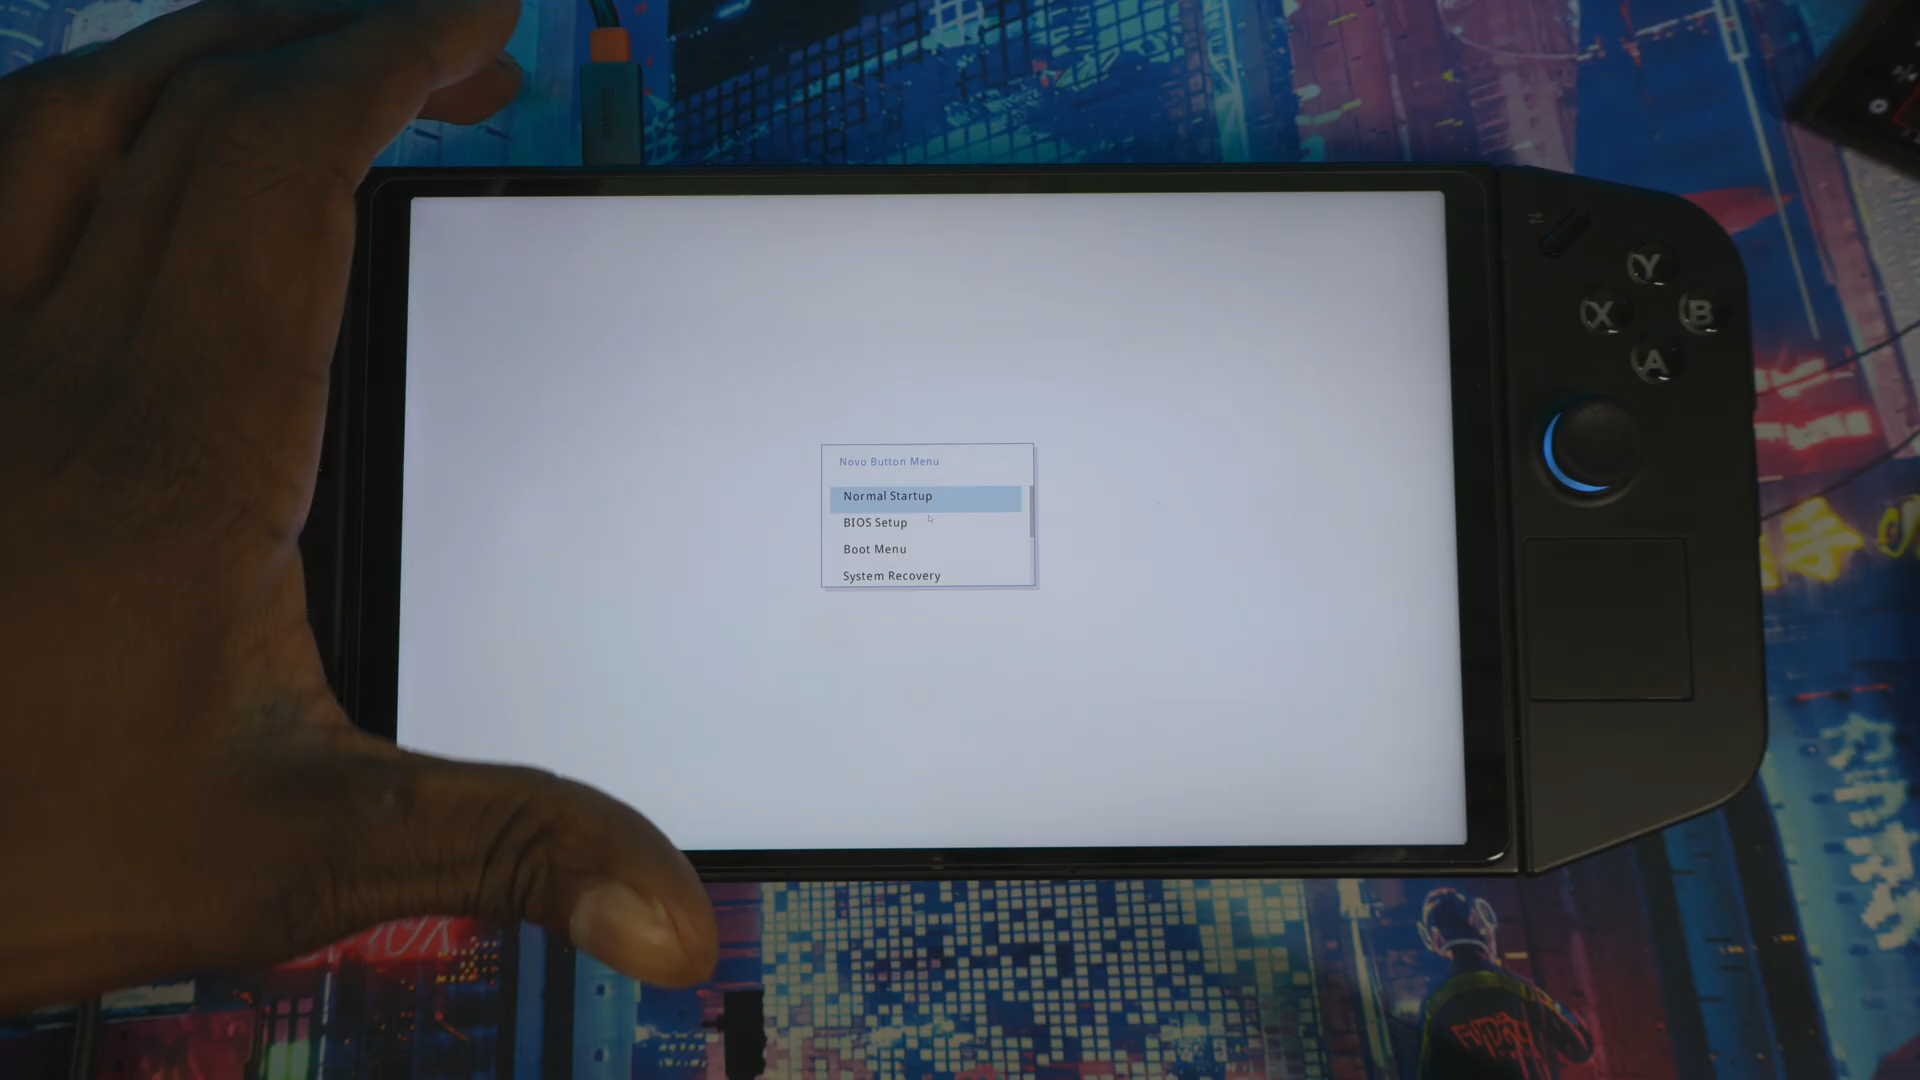 Novo Button Menu
Normal Startup
BIOS Setup
Boot Menu
System Recovery
Y
X
B
A